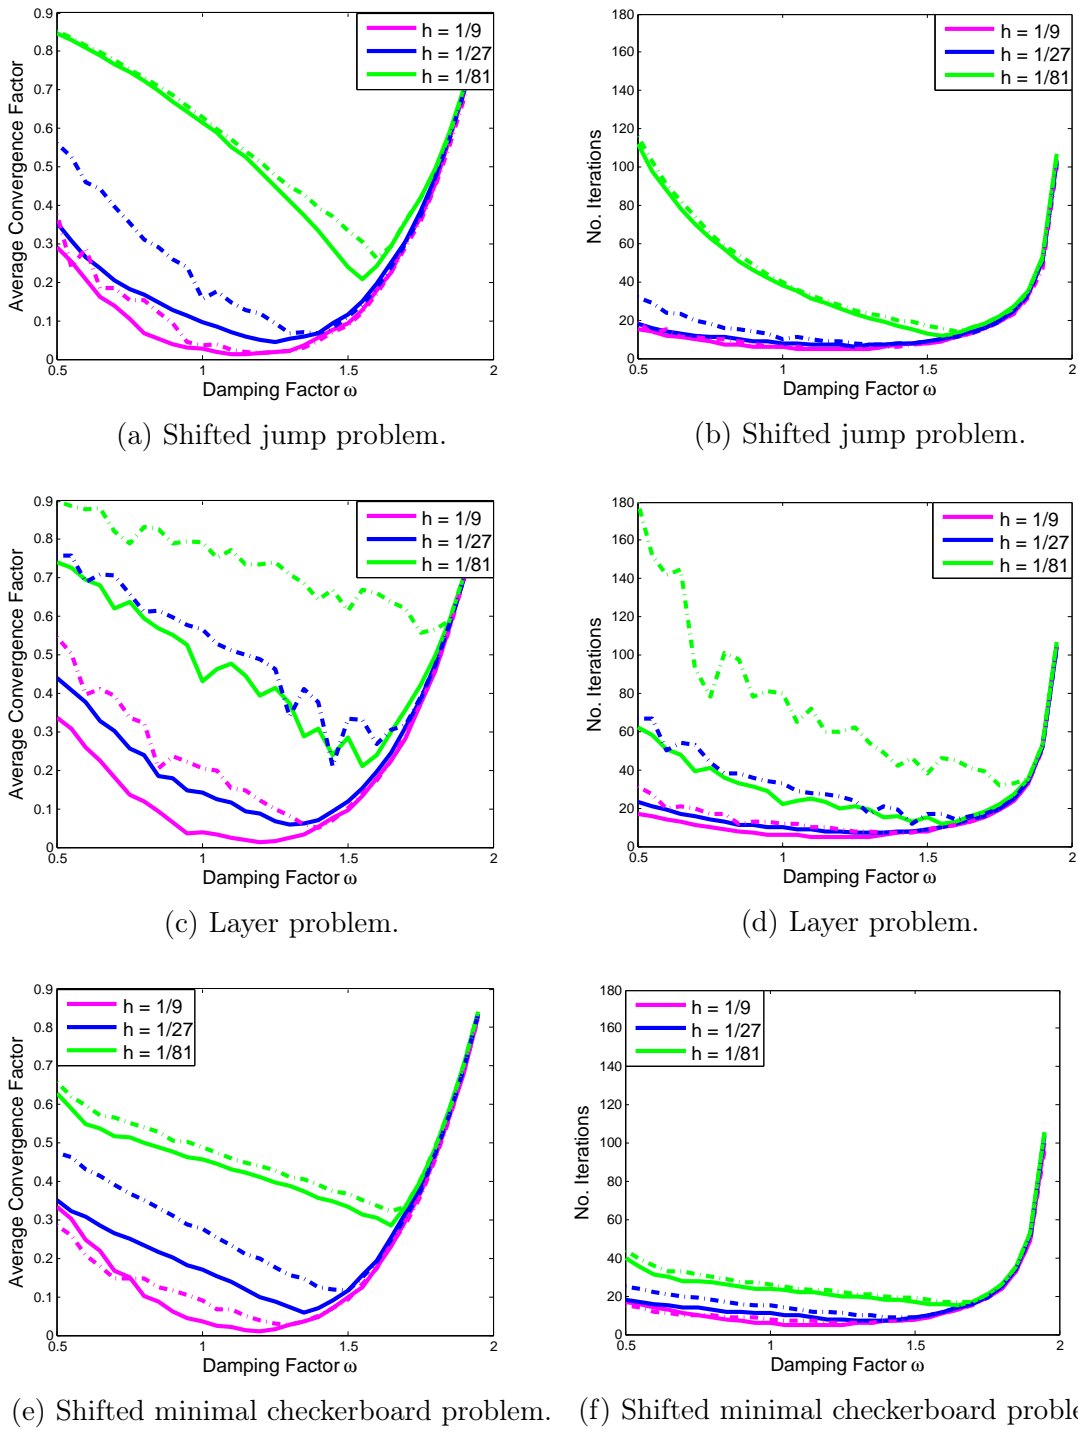 0.9
0.8
0.7
0.6
0.5
0.4
0.3
0.2
0.1
0
0.5
1
1.5
2
Average Convergence Factor
Damping Factor ω
h = 1/9
h = 1/27
h = 1/81
(a) Shifted jump problem.
180
160
140
120
100
80
60
40
20
0
0.5
1
1.5
2
No. Iterations
Damping Factor ω
h = 1/9
h = 1/27
h = 1/81
(b) Shifted jump problem.
0.9
0.8
0.7
0.6
0.5
0.4
0.3
0.2
0.1
0
0.5
1
1.5
2
Average Convergence Factor
Damping Factor ω
h = 1/9
h = 1/27
h = 1/81
(c) Layer problem.
180
160
140
120
100
80
60
40
20
0
0.5
1
1.5
2
No. Iterations
Damping Factor ω
h = 1/9
h = 1/27
h = 1/81
(d) Layer problem.
0.9
0.8
0.7
0.6
0.5
0.4
0.3
0.2
0.1
0
0.5
1
1.5
2
Average Convergence Factor
Damping Factor ω
h = 1/9
h = 1/27
h = 1/81
(e) Shifted minimal checkerboard problem.
180
160
140
120
100
80
60
40
20
0
0.5
1
1.5
2
No. Iterations
Damping Factor ω
h = 1/9
h = 1/27
h = 1/81
(f) Shifted minimal checkerboard proble